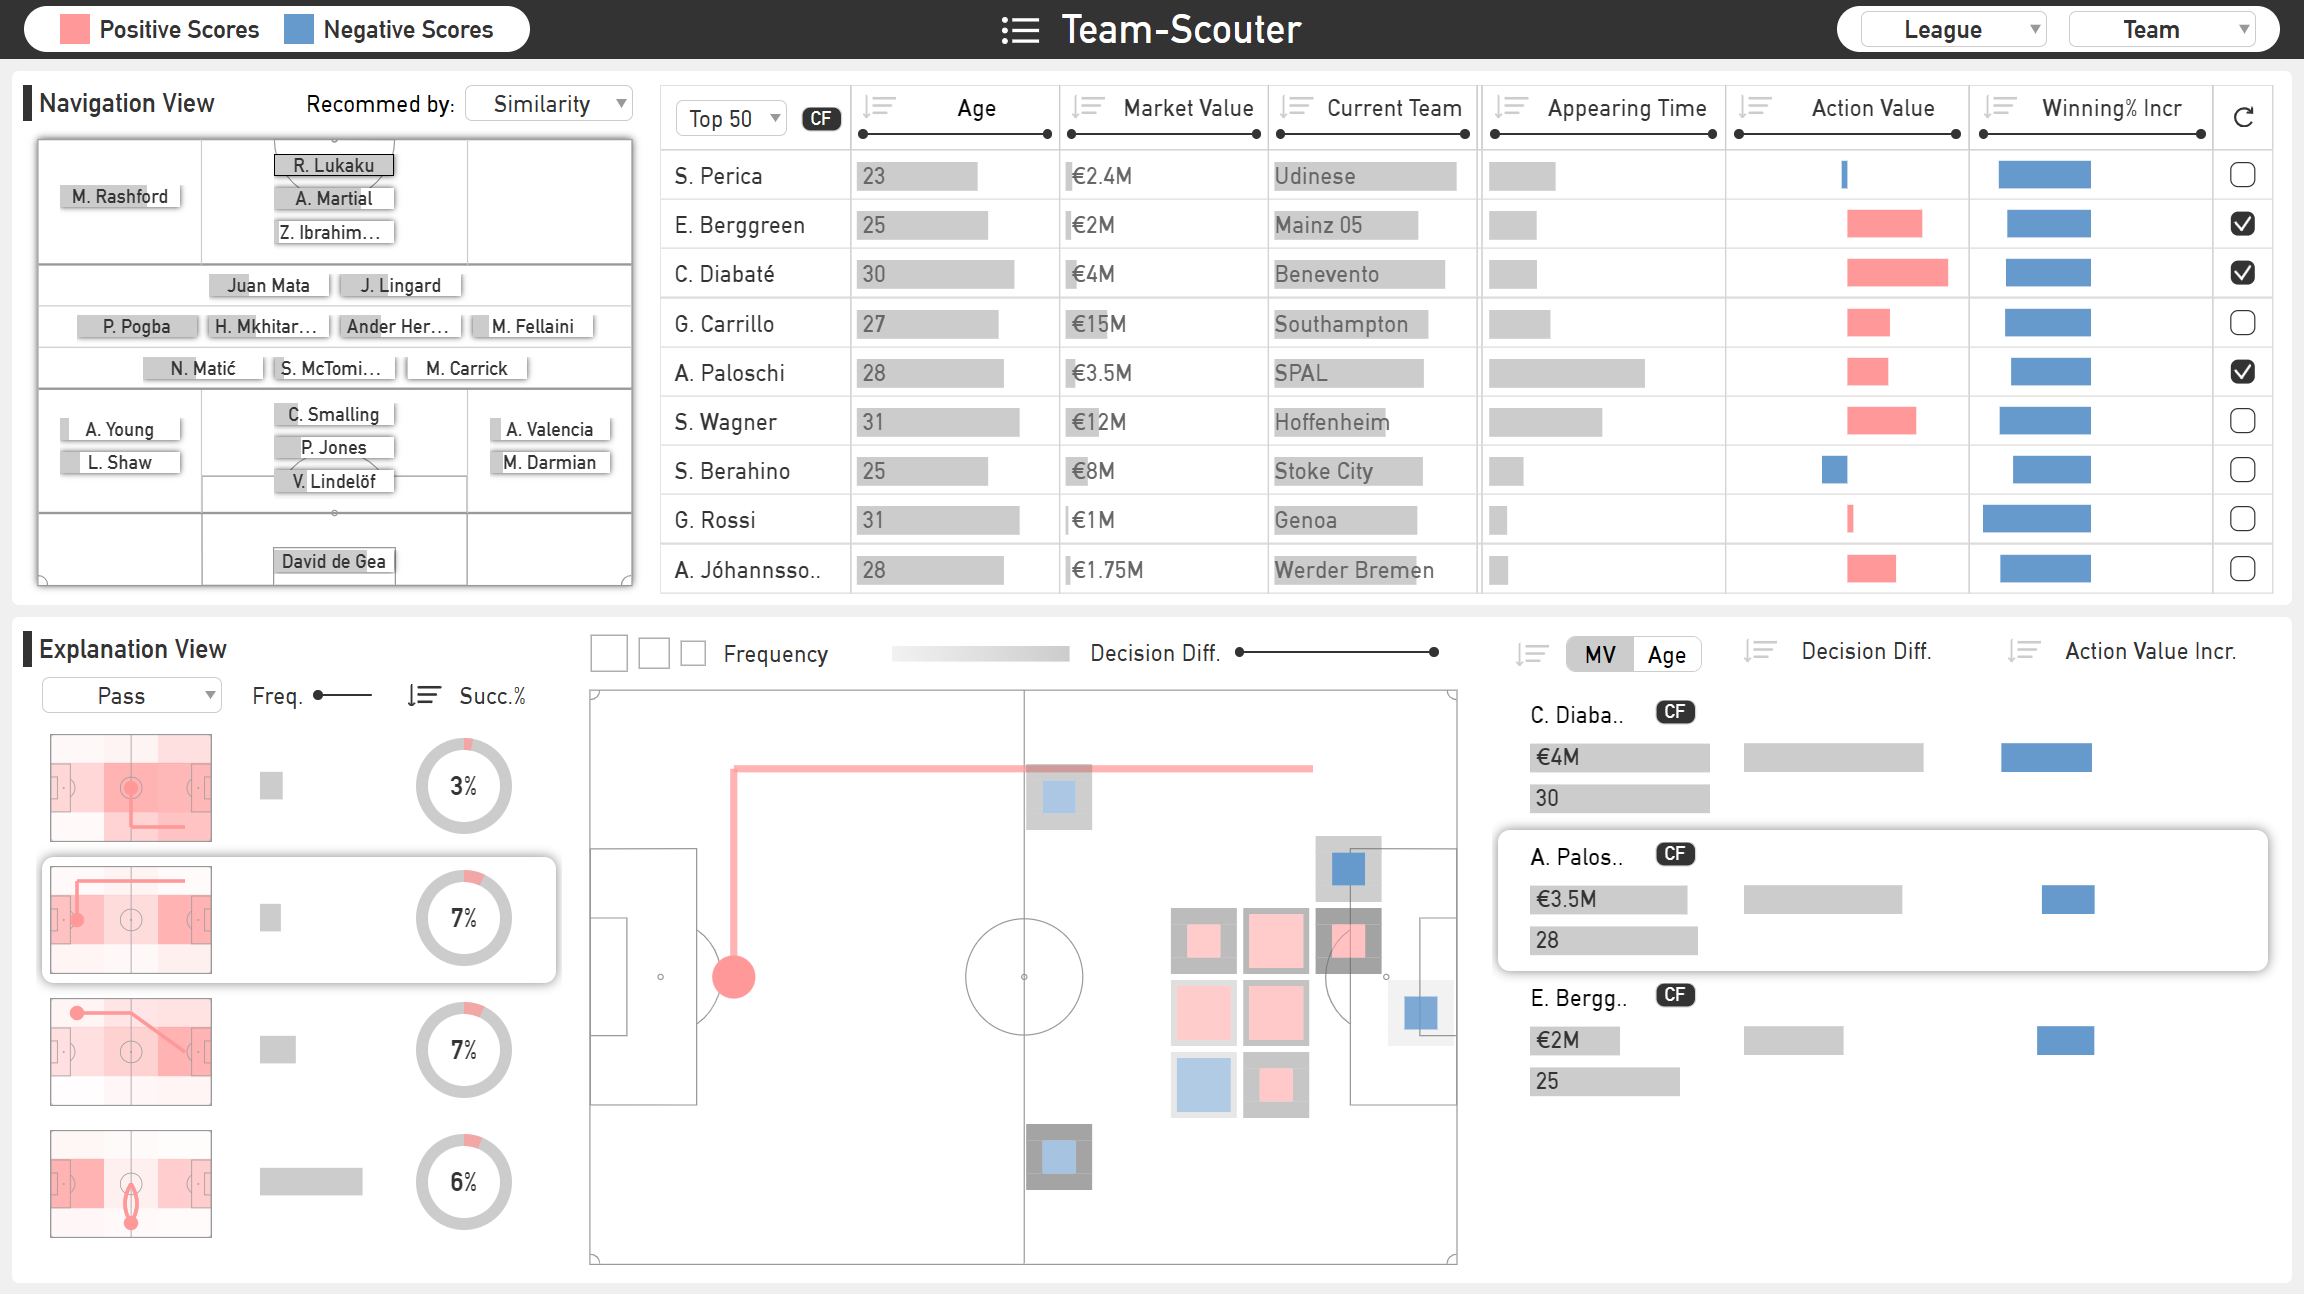 Positive Scores Negative Scores
Team-Scouter
League Team
Navigation View Recommed by: Similarity
R. Lukaku
M. Rashford
A. Martial
Z. Ibrahim...
Juan Mata J. Lingard
P. Pogba H. Mkhitar... Ander Her... M. Fellaini
N. Matić S. McTomi... M. Carrick
C. Smalling
A. Young A. Valencia
P. Jones
L. Shaw M. Darmian
V. Lindelöf
David de Gea
Top 50 CF Age Market Value Current Team Appearing Time Action Value Winning% Incr
S. Perica 23 €2.4M Udinese
E. Berggreen 25 €2M Mainz 05
C. Diabaté 30 €4M Benevento
G. Carrillo 27 €15M Southampton
A. Paloschi 28 €3.5M SPAL
S. Wagner 31 €12M Hoffenheim
S. Berahino 25 €8M Stoke City
G. Rossi 31 €1M Genoa
A. Jóhannsso.. 28 €1.75M Werder Bremen
Explanation View
Pass Freq. Succ.%
3%
7%
7%
6%
Frequency Decision Diff.
MV Age Decision Diff. Action Value Incr.
C. Diaba.. CF
€4M
30
A. Palos.. CF
€3.5M
28
E. Bergg.. CF
€2M
25